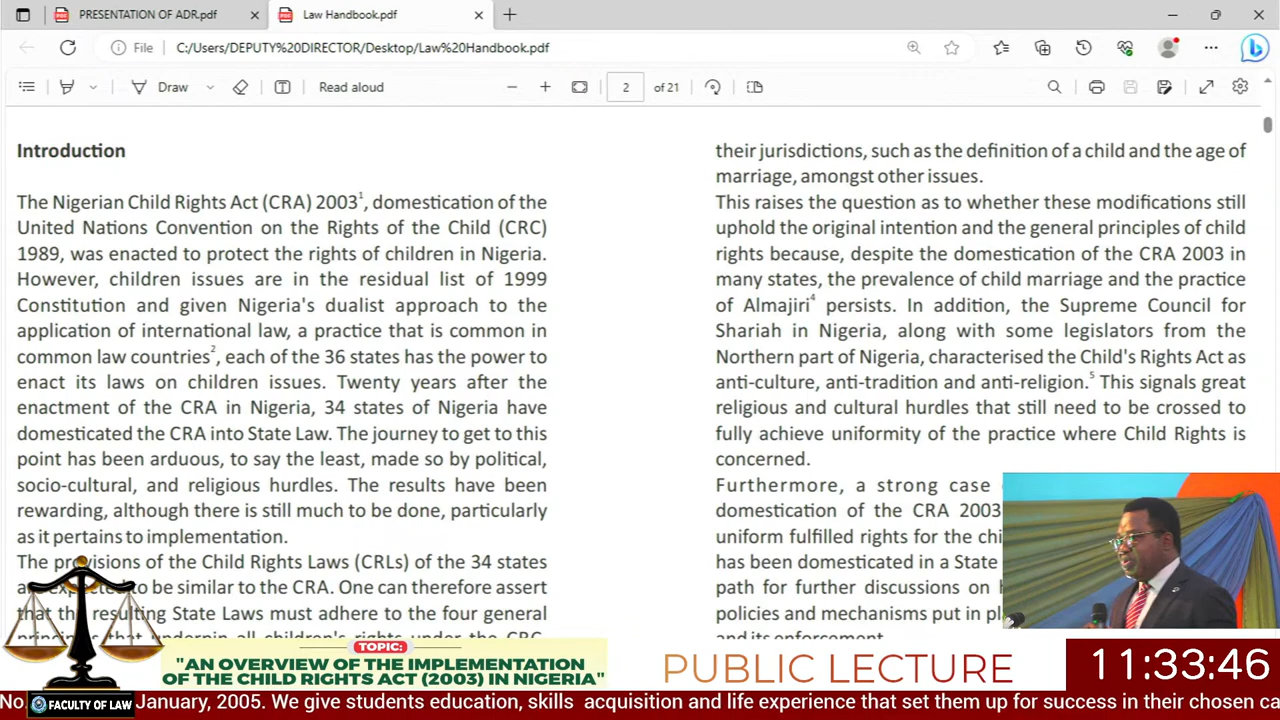 PRESENTATION OF ADR.pdf
Law Handbook.pdf
File
C:/Users/DEPUTY%20DIRECTOR/Desktop/Law%20Handbook.pdf
Draw
Read aloud
2
of 21
Introduction
The Nigerian Child Rights Act (CRA) 2003¹, domestication of the
United Nations Convention on the Rights of the Child (CRC)
1989, was enacted to protect the rights of children in Nigeria.
However, children issues are in the residual list of 1999
Constitution and given Nigeria's dualist approach to the
application of international law, a practice that is common in
common law countries², each of the 36 states has the power to
enact its laws on children issues. Twenty years after the
enactment of the CRA in Nigeria, 34 states of Nigeria have
domesticated the CRA into State Law. The journey to get to this
point has been arduous, to say the least, made so by political,
socio-cultural, and religious hurdles. The results have been
rewarding, although there is still much to be done, particularly
as it pertains to implementation.
The provisions of the Child Rights Laws (CRLs) of the 34 states
are expected to be similar to the CRA. One can therefore assert
that the resulting State Laws must adhere to the four general
principles that underpin all children's rights under the CRC.
their jurisdictions, such as the definition of a child and the age of
marriage, amongst other issues.
This raises the question as to whether these modifications still
uphold the original intention and the general principles of child
rights because, despite the domestication of the CRA 2003 in
many states, the prevalence of child marriage and the practice
of Almajiri⁴ persists. In addition, the Supreme Council for
Shariah in Nigeria, along with some legislators from the
Northern part of Nigeria, characterised the Child's Rights Act as
anti-culture, anti-tradition and anti-religion.⁵ This signals great
religious and cultural hurdles that still need to be crossed to
fully achieve uniformity of the practice where Child Rights is
concerned.
Furthermore, a strong case
domestication of the CRA 2003
uniform fulfilled rights for the
has been domesticated in a State
path for further discussions on
policies and mechanisms put in
and its enforcement
TOPIC:
"AN OVERVIEW OF THE IMPLEMENTATION
OF THE CHILD RIGHTS ACT (2003) IN NIGERIA"
PUBLIC LECTURE
11:33:46
No.
FACULTY OF LAW
January, 2005. We give students education, skills acquisition and life experience that set them up for success in their chosen